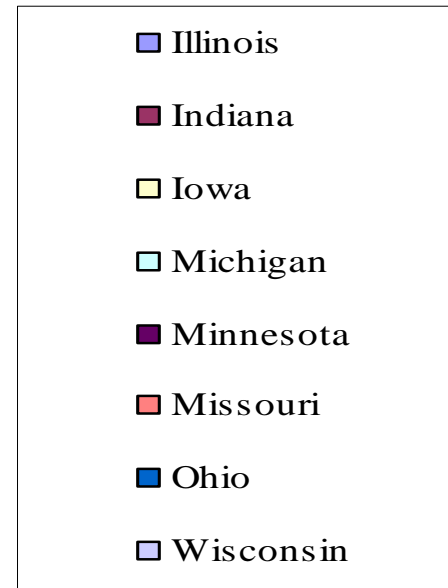 Illinois
Indiana
Iowa
Michigan
Minnesota
Missouri
Ohio
Wisconsin